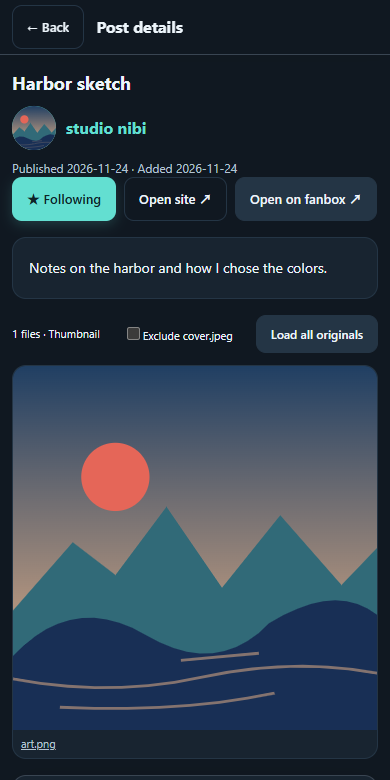 ← Back
Post details
Harbor sketch
studio nibi
Published 2026-11-24 · Added 2026-11-24
★ Following
Open site ↗
Open on fanbox ↗
Notes on the harbor and how I chose the colors.
1 files · Thumbnail
Exclude cover.jpeg
Load all originals
art.png